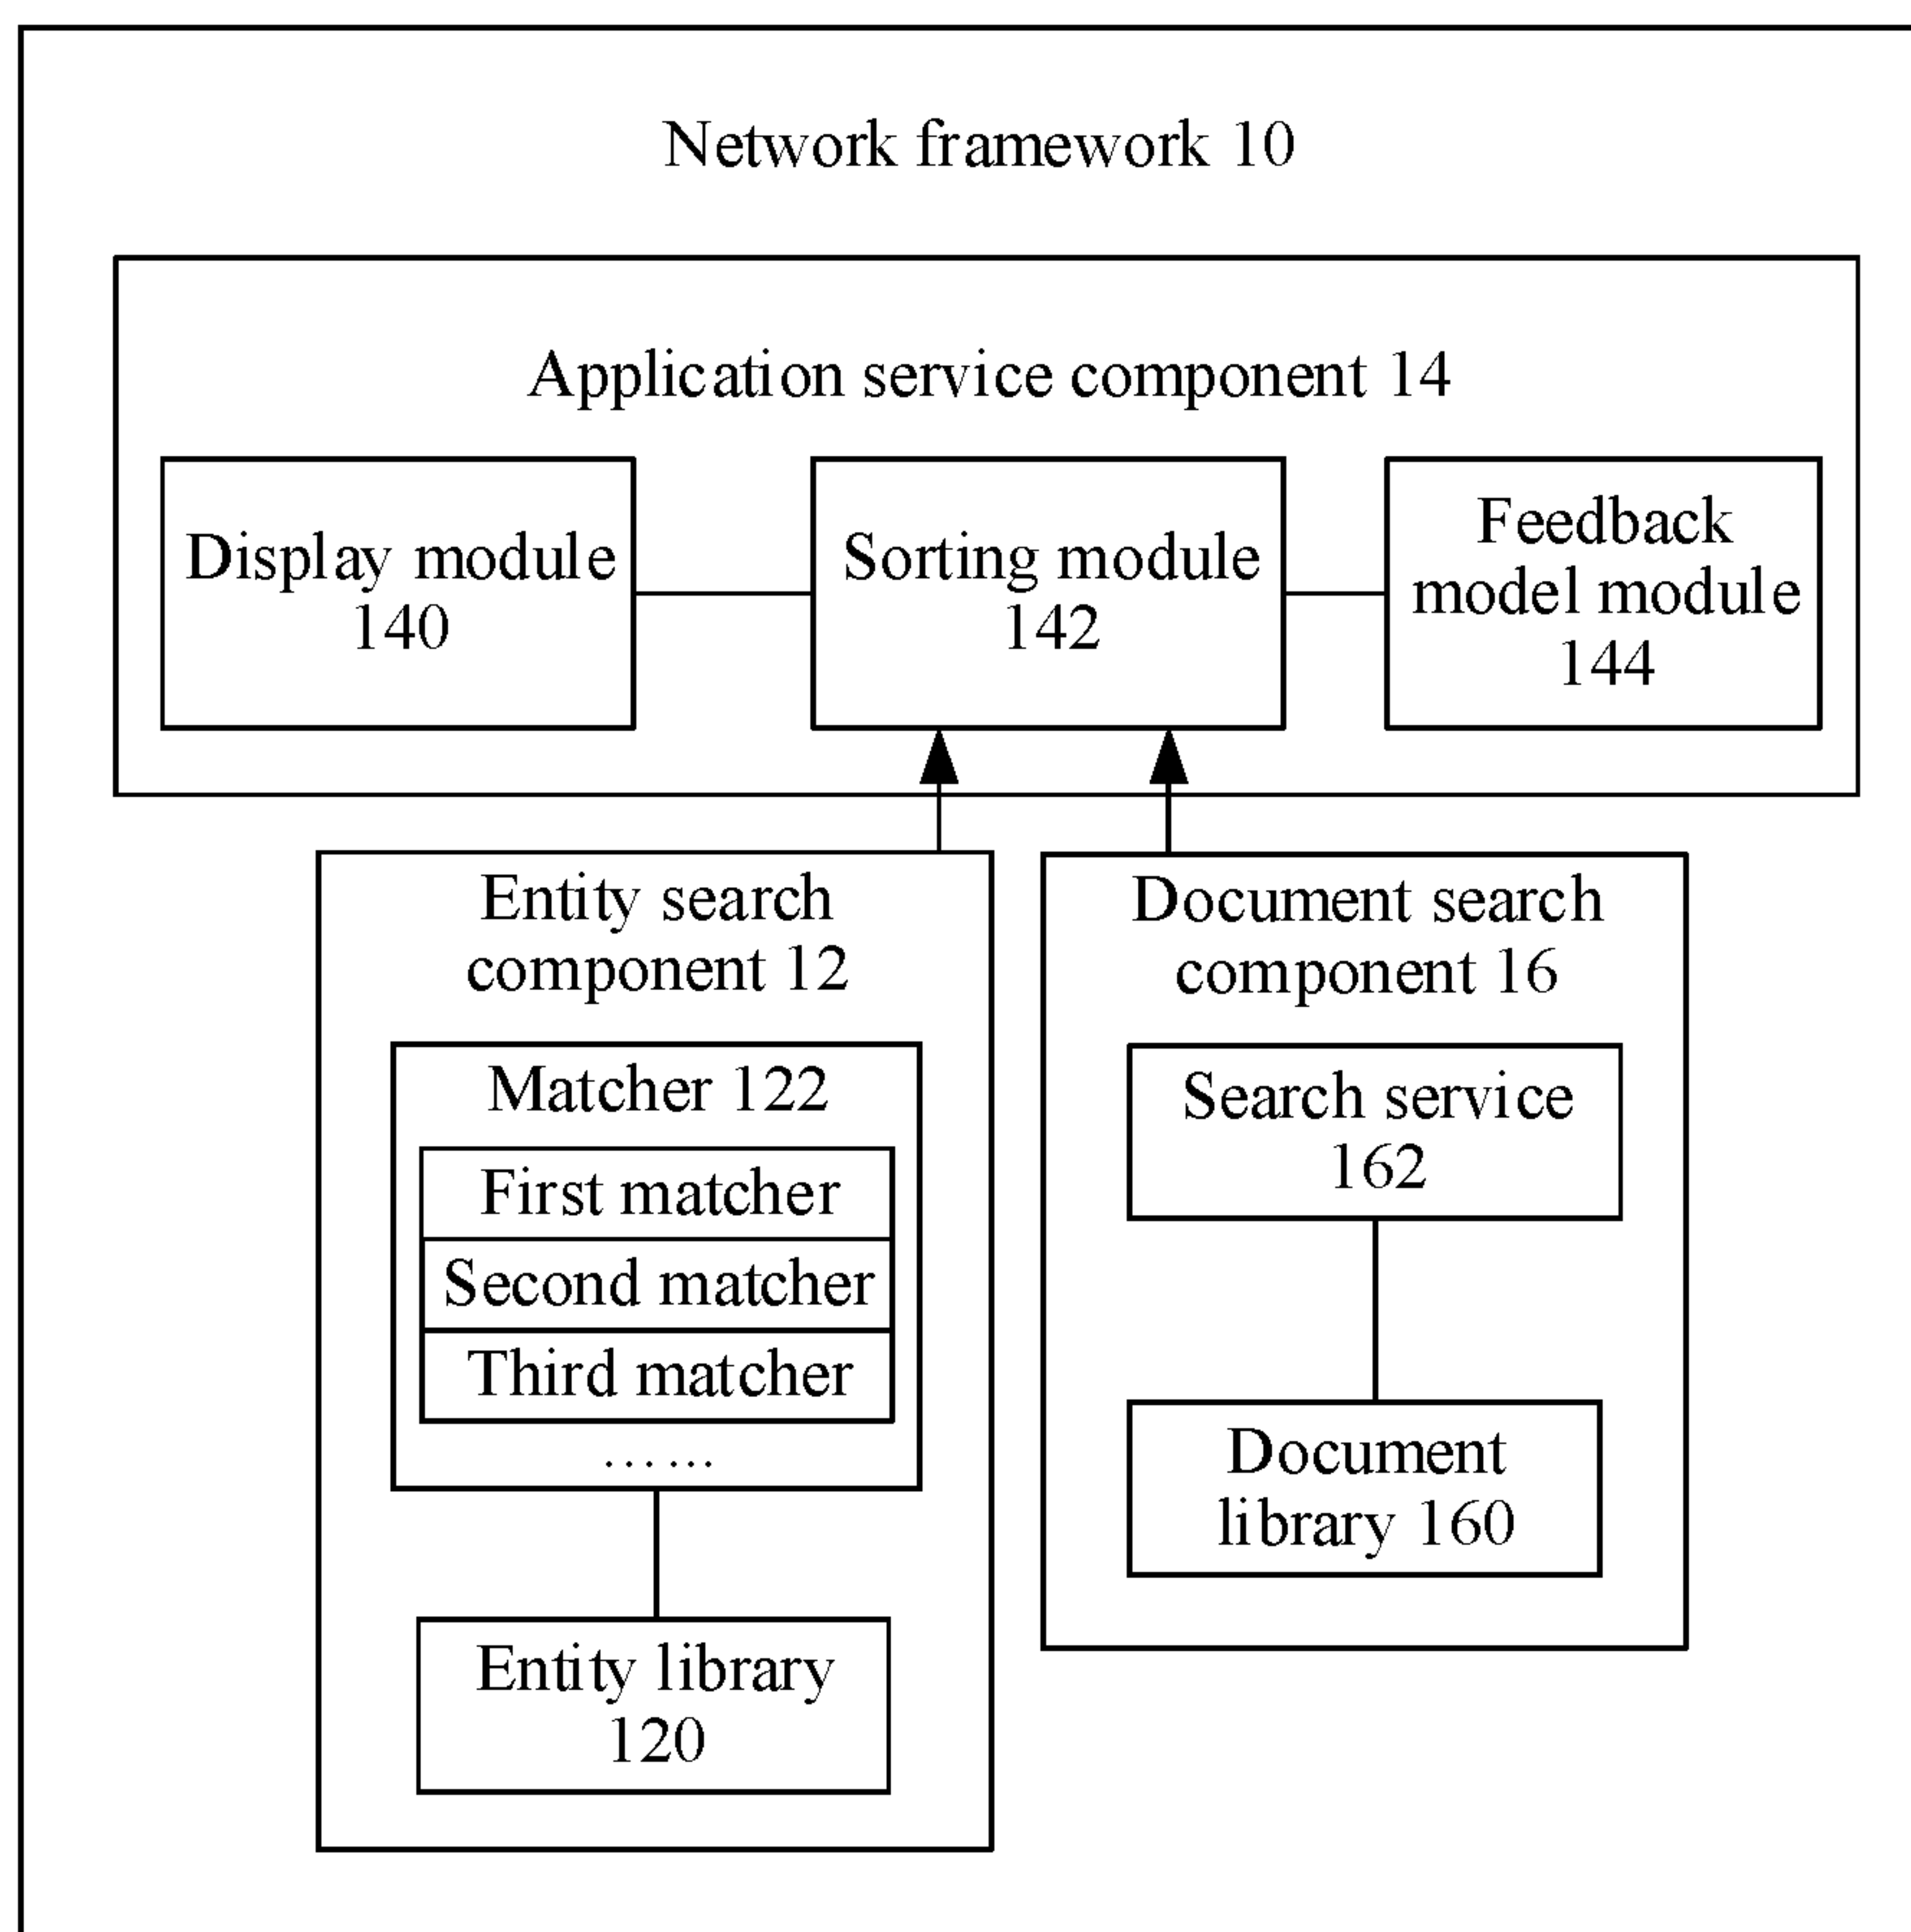 Network framework 10
Application service component 14
Display module
140
Sorting module
142
Feedback
model module
144
Entity search
component 12
Matcher 122
First matcher
Second matcher
Third matcher
……
Entity library
120
Document search
component 16
Search service
162
Document
library 160